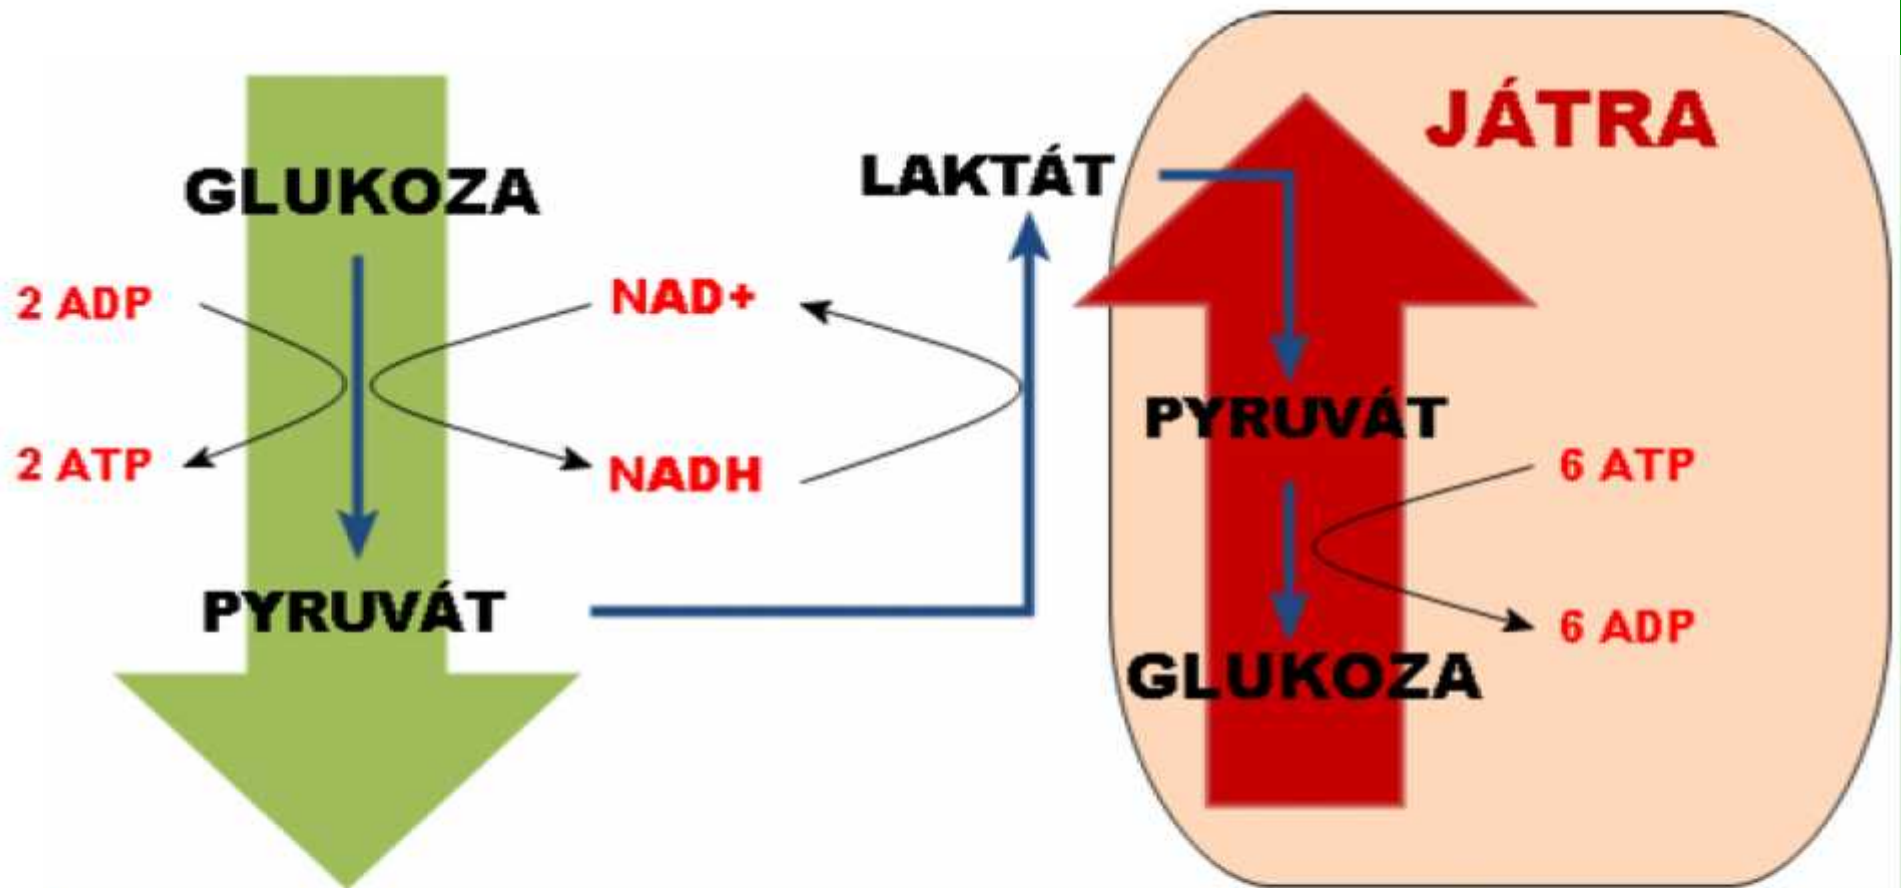 GLUKOZA
2 ADP
2 ATP
NAD+
NADH
PYRUVÁT
LAKTÁT
JÁTRA
PYRUVÁT
6 ATP
6 ADP
GLUKOZA